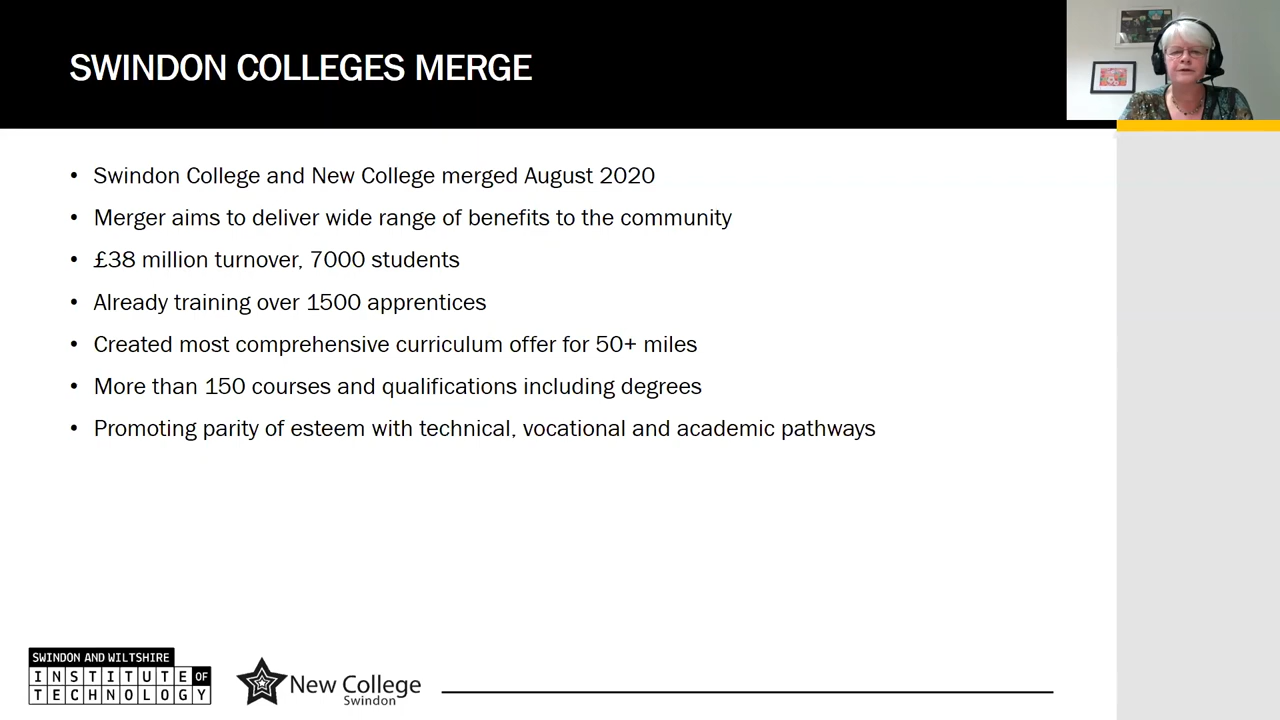 SWINDON COLLEGES MERGE
• Swindon College and New College merged August 2020
• Merger aims to deliver wide range of benefits to the community
• £38 million turnover, 7000 students
• Already training over 1500 apprentices
• Created most comprehensive curriculum offer for 50+ miles
• More than 150 courses and qualifications including degrees
• Promoting parity of esteem with technical, vocational and academic pathways
SWINDON AND WILTSHIRE
INSTITUTE OF
TECHNOLOGY
New College
Swindon